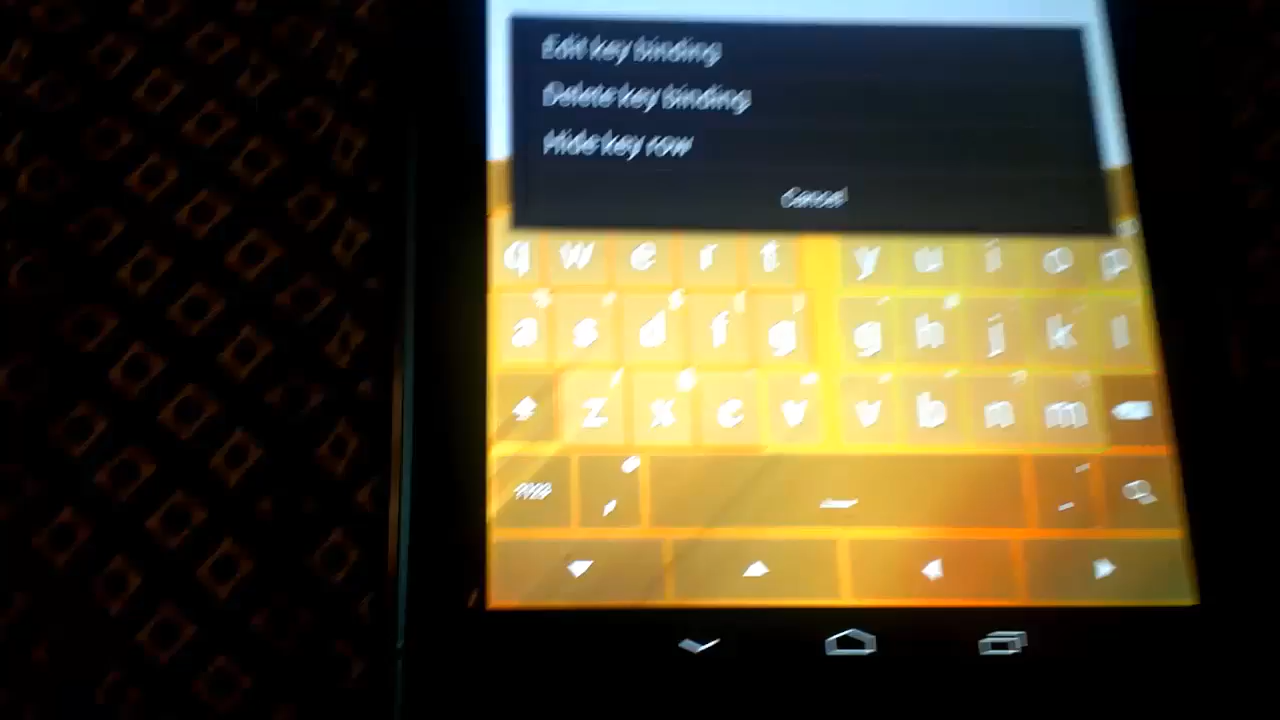 Edit key binding
Delete key binding
Hide key row
Cancel
q w e r t y u i o p
a s d f g g h j k l
z x c v v b n m